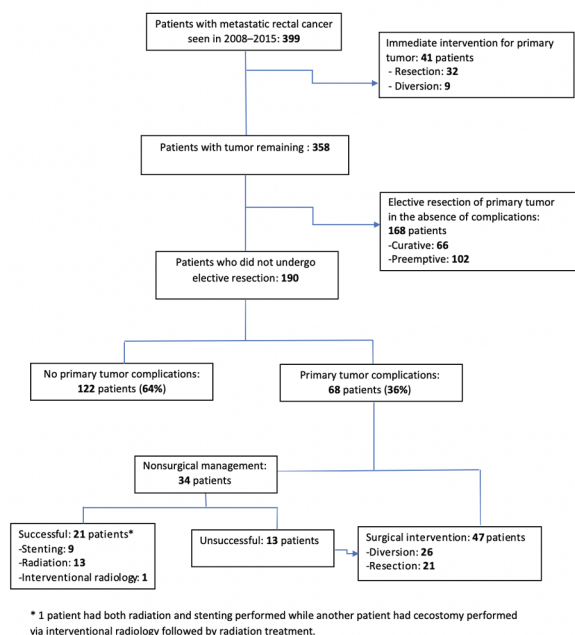 Patients with metastatic rectal cancer
seen in 2008–2015: 399
Immediate intervention for primary
tumor: 41 patients
- Resection: 32
- Diversion: 9
Patients with tumor remaining : 358
Elective resection of primary tumor
in the absence of complications:
168 patients
-Curative: 66
-Preemptive: 102
Patients who did not undergo
elective resection: 190
No primary tumor complications:
122 patients (64%)
Primary tumor complications:
68 patients (36%)
Nonsurgical management:
34 patients
Successful: 21 patients*
-Stenting: 9
-Radiation: 13
-Interventional radiology: 1
Unsuccessful: 13 patients
Surgical intervention: 47 patients
-Diversion: 26
-Resection: 21
* 1 patient had both radiation and stenting performed while another patient had cecostomy performed
via interventional radiology followed by radiation treatment.